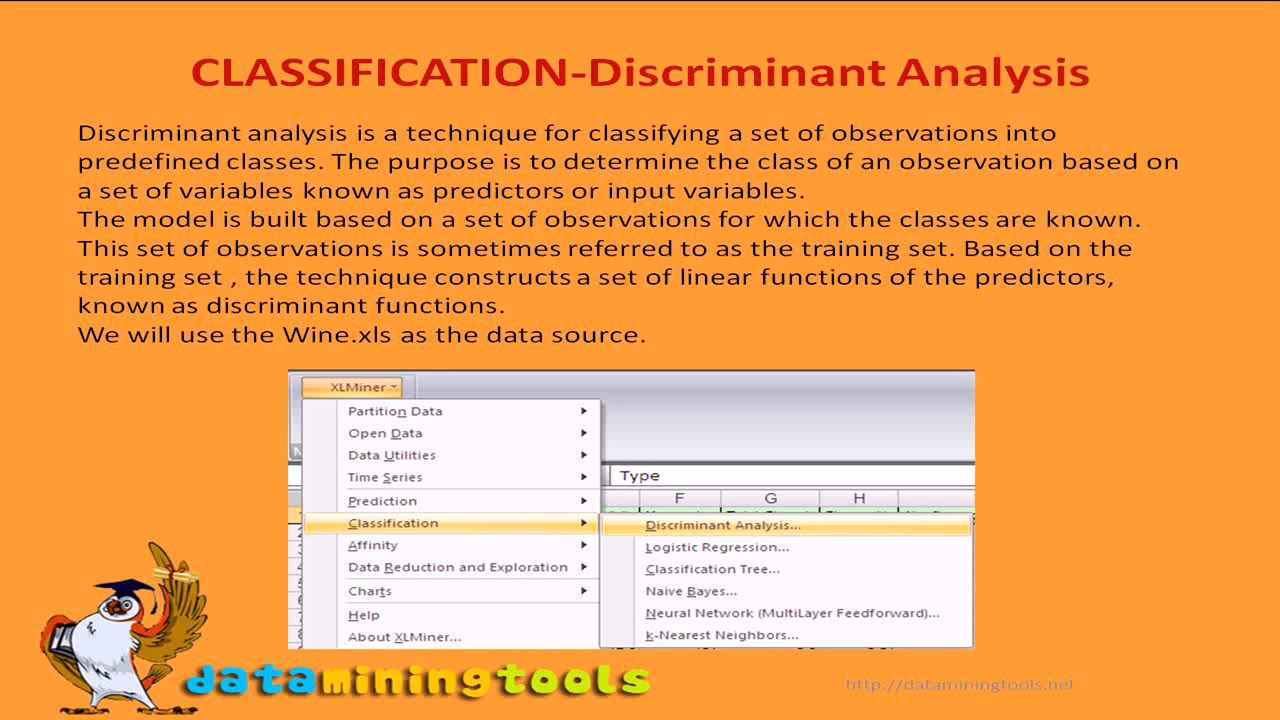 CLASSIFICATION-Discriminant Analysis
Discriminant analysis is a technique for classifying a set of observations into
predefined classes. The purpose is to determine the class of an observation based on
a set of variables known as predictors or input variables.
The model is built based on a set of observations for which the classes are known.
This set of observations is sometimes referred to as the training set. Based on the
training set , the technique constructs a set of linear functions of the predictors,
known as discriminant functions.
We will use the Wine.xls as the data source.
XLMiner
Partition Data
Open Data
Data Utilities
Time Series
Prediction
Classification
Affinity
Data Reduction and Exploration
Charts
Help
About XLMiner...
Type
F G H
Discriminant Analysis...
Logistic Regression...
Classification Tree...
Naive Bayes...
Neural Network (MultiLayer Feedforward)...
k-Nearest Neighbors...
dataminingtools
http://dataminingtools.net